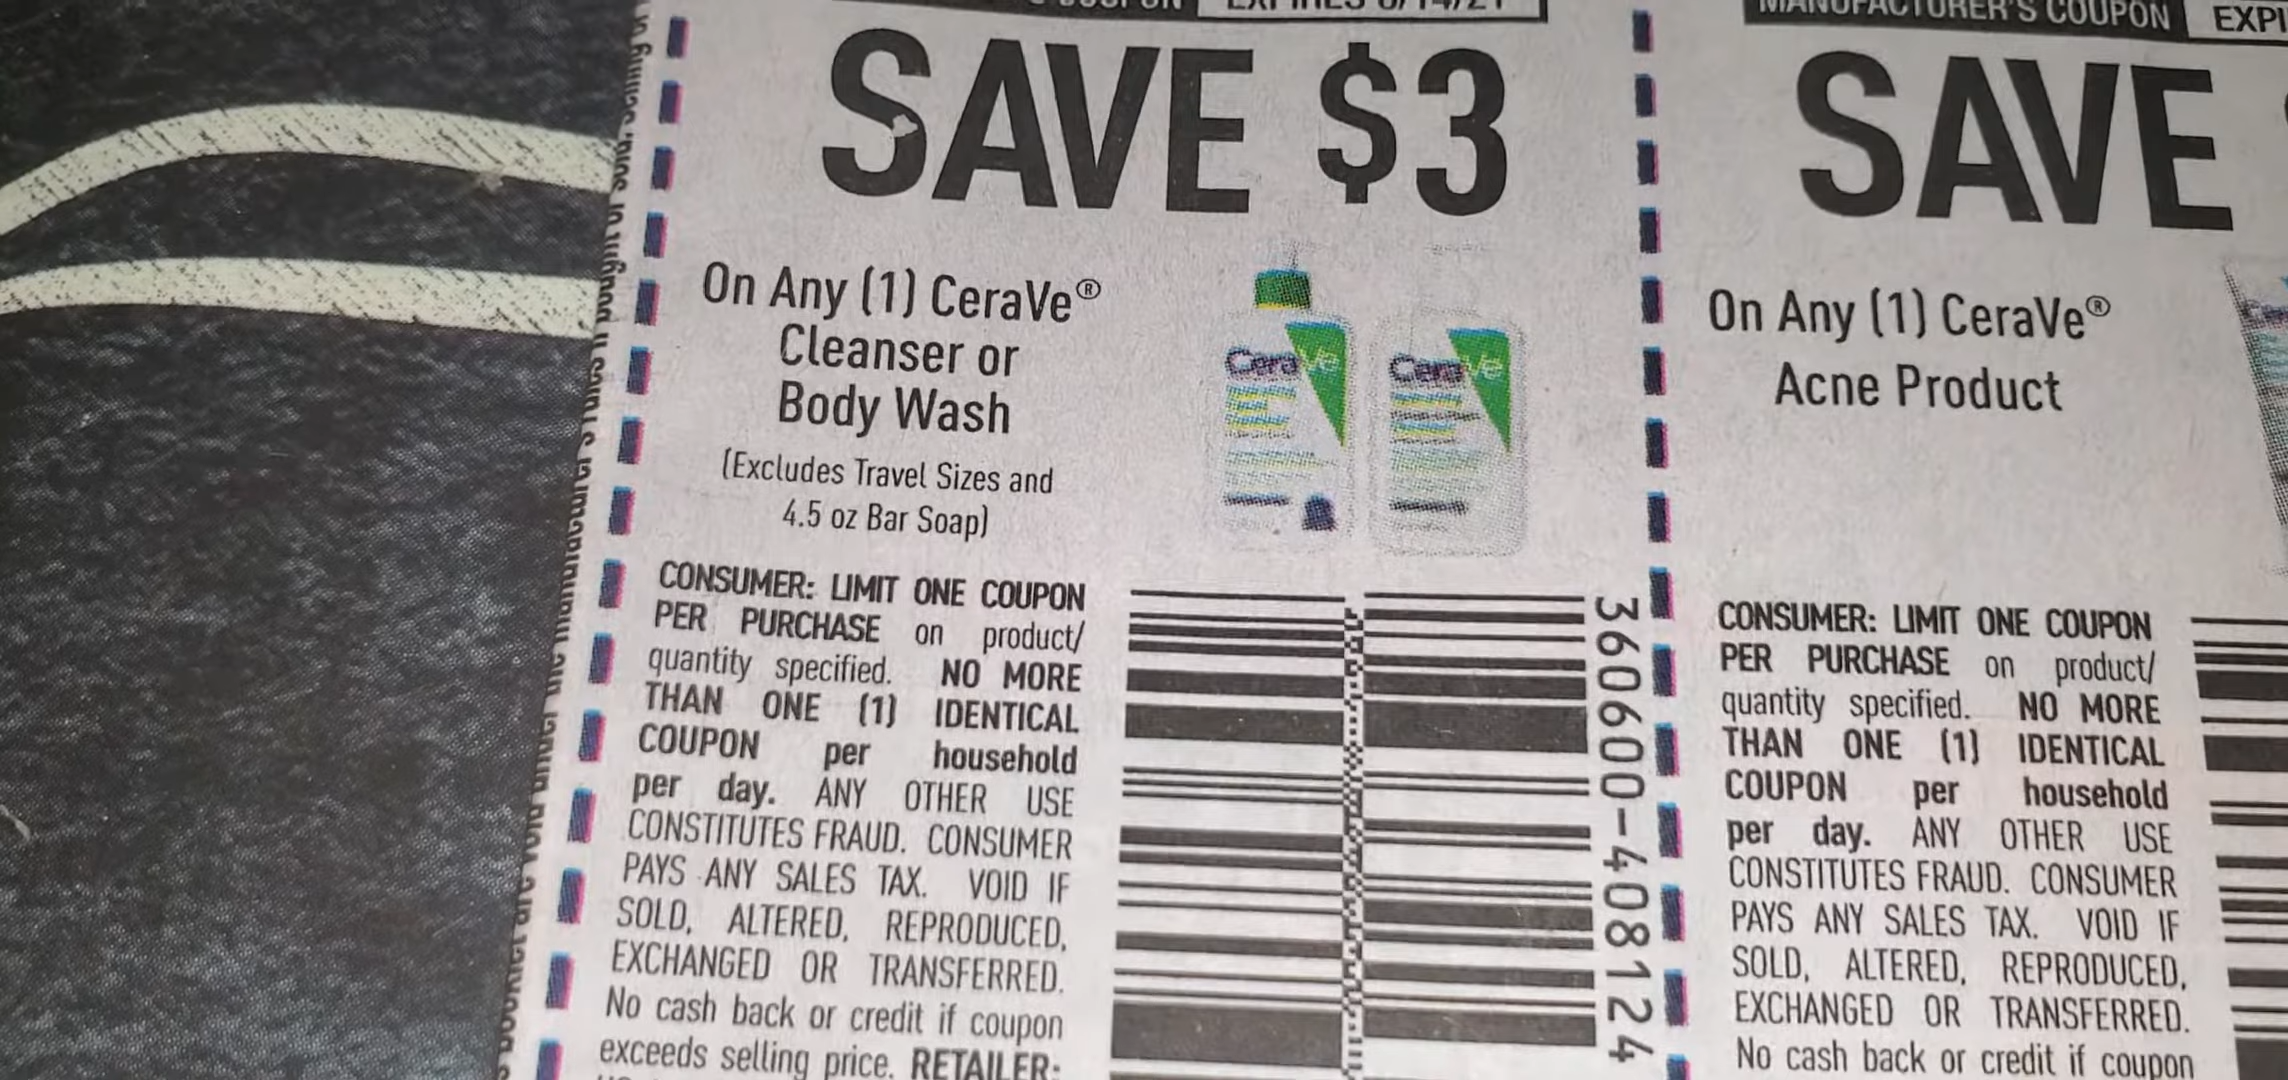 SAVE $3
On Any (1) CeraVe®
Cleanser or
Body Wash
(Excludes Travel Sizes and
4.5 oz Bar Soap)
CeraVe
CeraVe
CONSUMER: LIMIT ONE COUPON
PER PURCHASE on product/
quantity specified. NO MORE
THAN ONE (1) IDENTICAL
COUPON per household
per day. ANY OTHER USE
CONSTITUTES FRAUD. CONSUMER
PAYS ANY SALES TAX. VOID IF
SOLD, ALTERED, REPRODUCED,
EXCHANGED OR TRANSFERRED.
No cash back or credit if coupon
exceeds selling price. RETAILER:
360600-408124
MANUFACTURER'S COUPON
SAVE
On Any (1) CeraVe®
Acne Product
CONSUMER: LIMIT ONE COUPON
PER PURCHASE on product/
quantity specified. NO MORE
THAN ONE (1) IDENTICAL
COUPON per household
per day. ANY OTHER USE
CONSTITUTES FRAUD. CONSUMER
PAYS ANY SALES TAX. VOID IF
SOLD, ALTERED, REPRODUCED,
EXCHANGED OR TRANSFERRED.
No cash back or credit if coupon